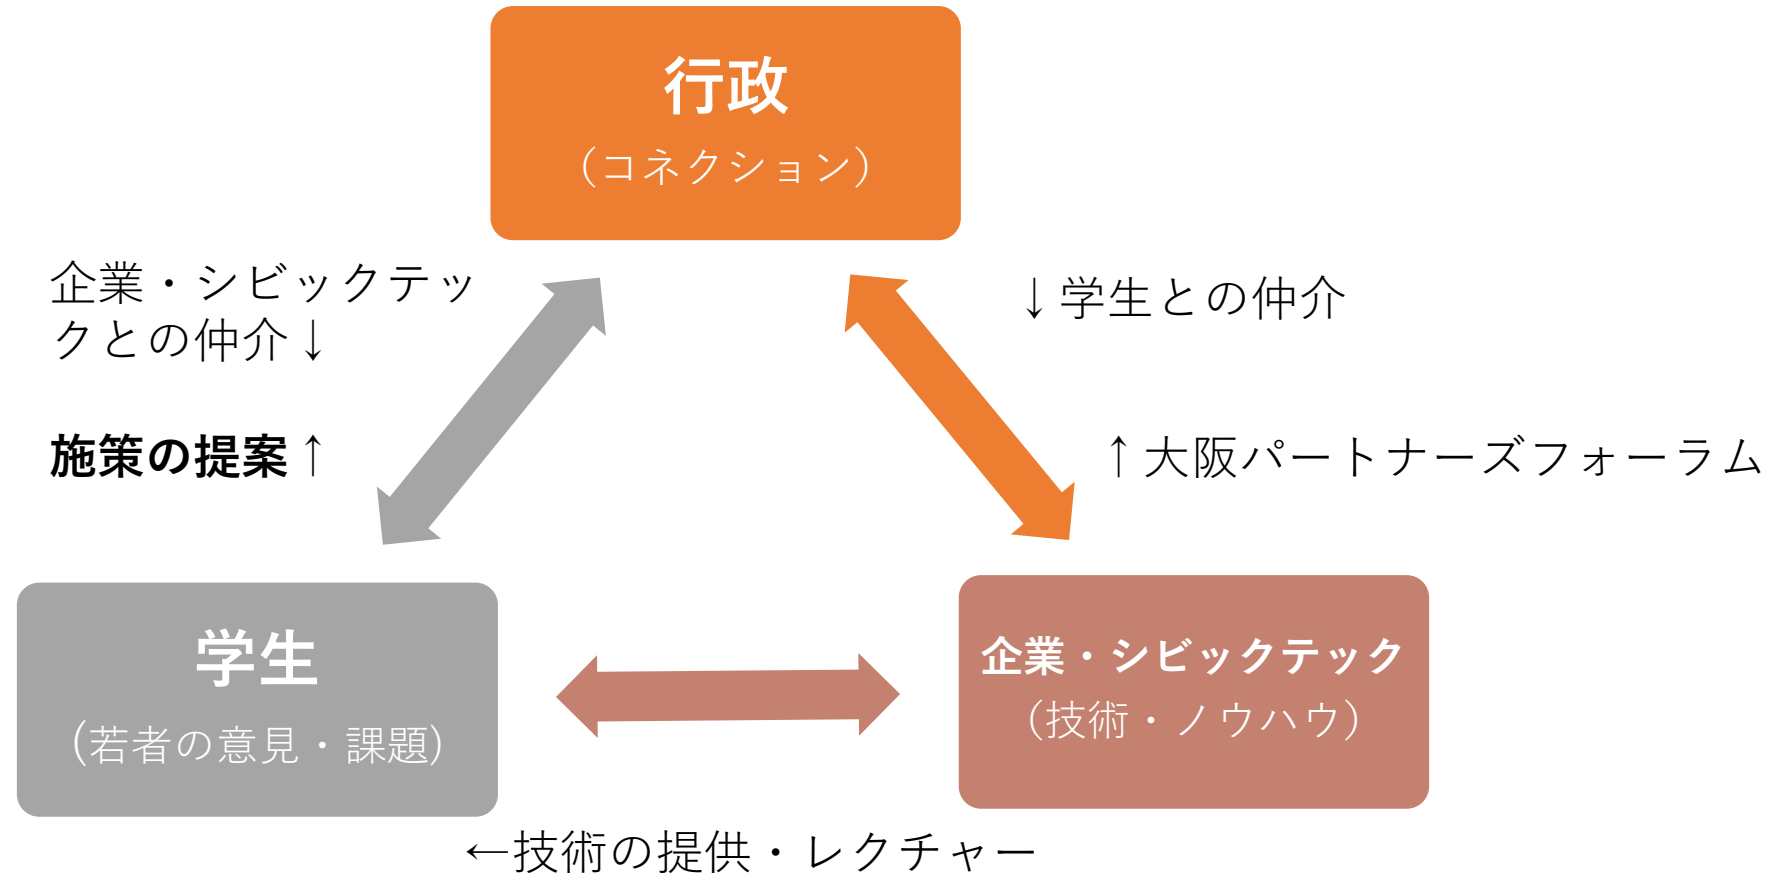 行政
（コネクション）
企業・シビックテッ
クとの仲介↓
↓学生との仲介
施策の提案↑
↑大阪パートナーズフォーラム
学生
(若者の意見・課題)
企業・シビックテック
（技術・ノウハウ）
←技術の提供・レクチャー